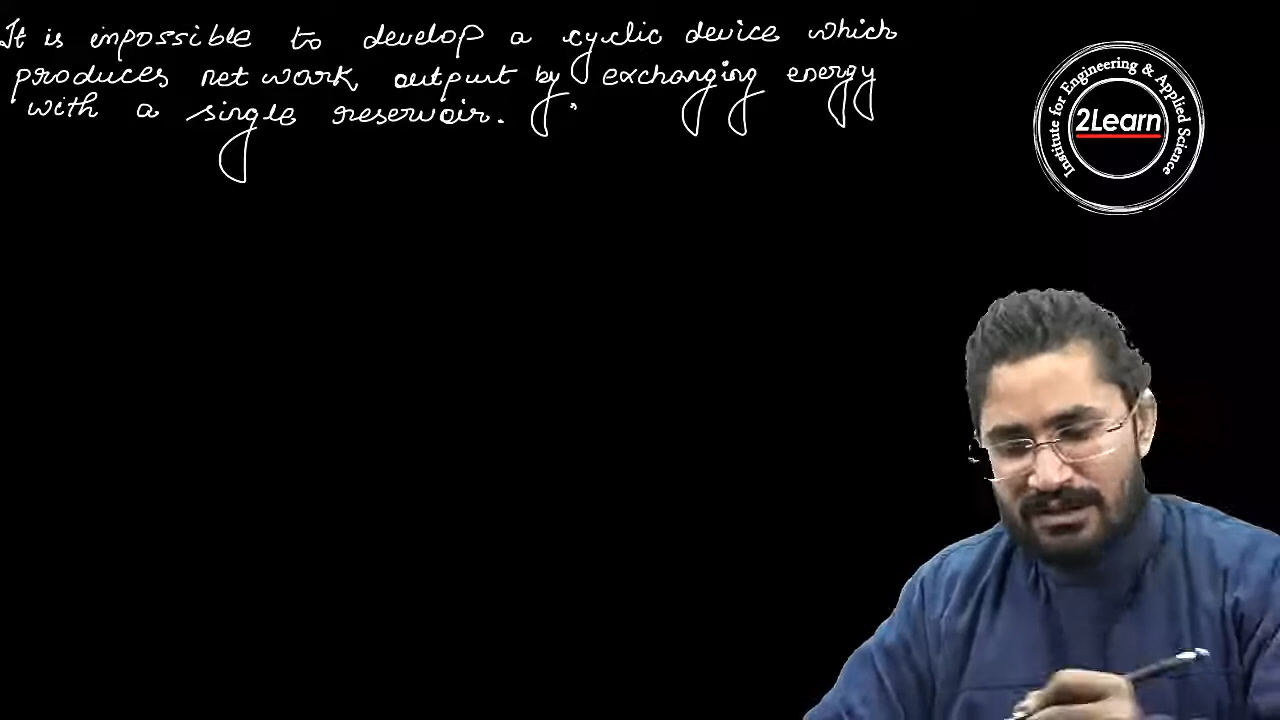 It is impossible to develop a cyclic device which
produces net work output by exchanging energy
with a single reservoir.
Institute for Engineering & Applied Science
2Learn